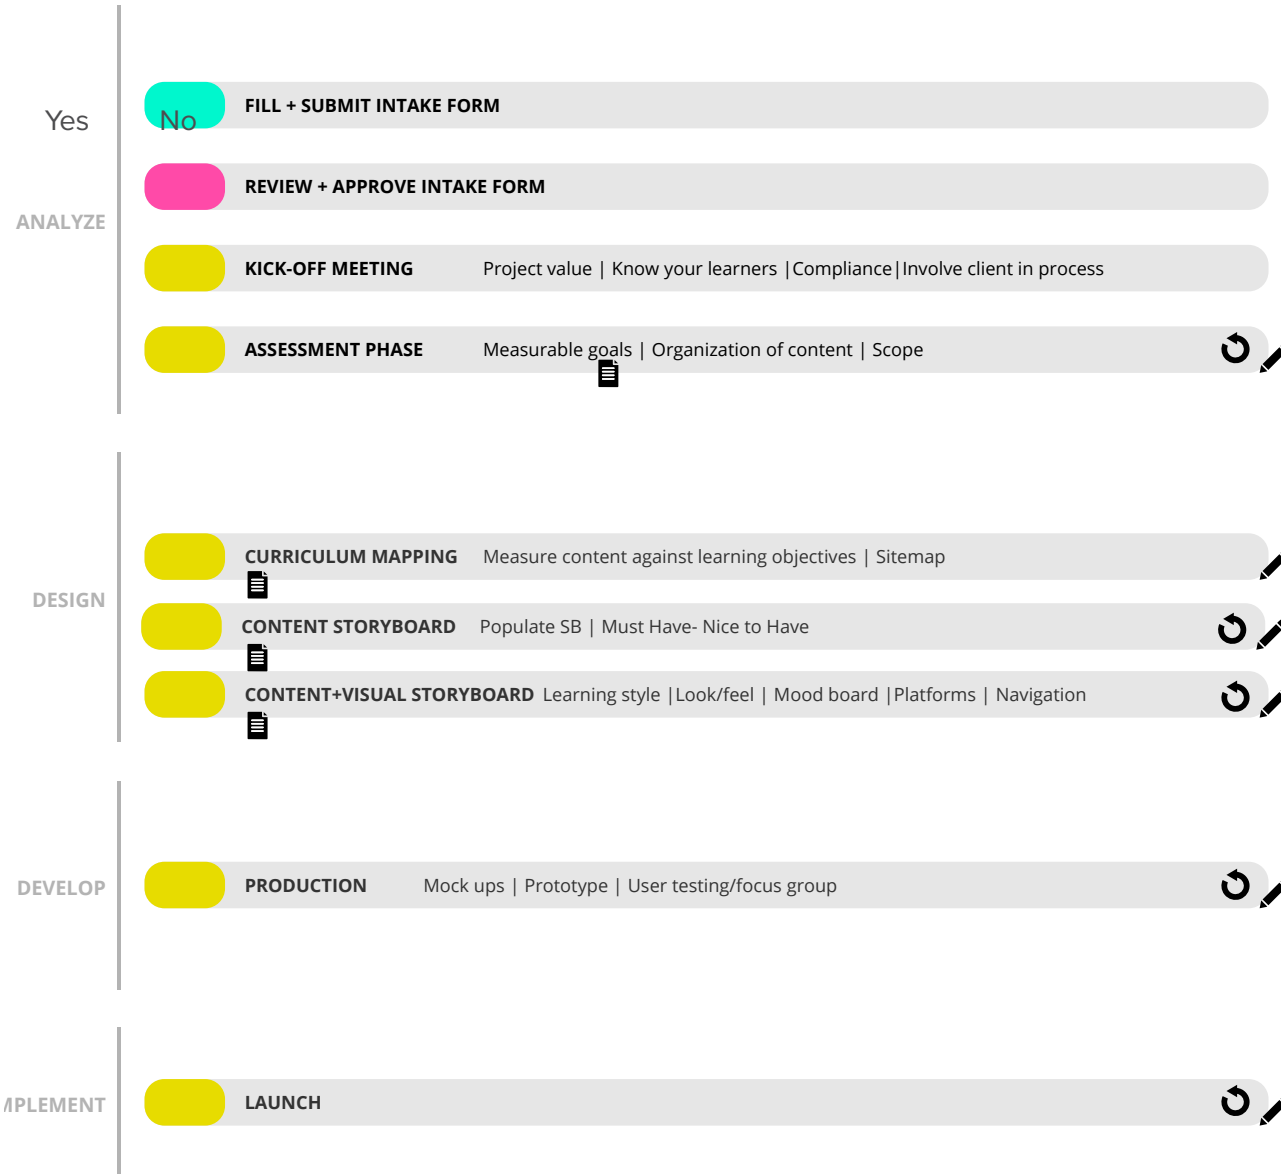 FILL + SUBMIT INTAKE FORM
Yes No
REVIEW + APPROVE INTAKE FORM
ANALYZE
KICK-OFF MEETING Project value | Know your learners |Compliance|Involve client in process
ASSESSMENT PHASE Measurable goals | Organization of content | Scope
CURRICULUM MAPPING Measure content against learning objectives | Sitemap
DESIGN
CONTENT STORYBOARD Populate SB | Must Have- Nice to Have
CONTENT+VISUAL STORYBOARD Learning style |Look/feel | Mood board |Platforms | Navigation
DEVELOP
PRODUCTION Mock ups | Prototype | User testing/focus group
MPLEMENT
LAUNCH